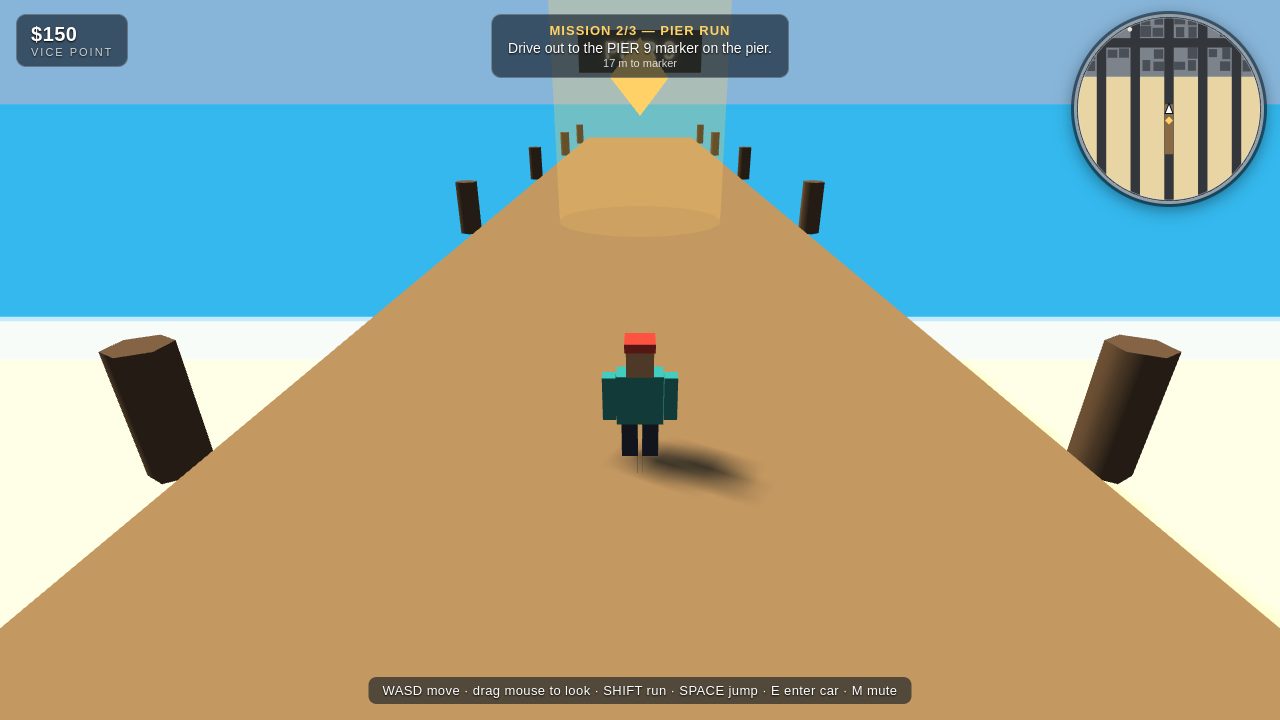 $150
VICE POINT
MISSION 2/3 — PIER RUN
Drive out to the PIER 9 marker on the pier.
17 m to marker
WASD move · drag mouse to look · SHIFT run · SPACE jump · E enter car · M mute